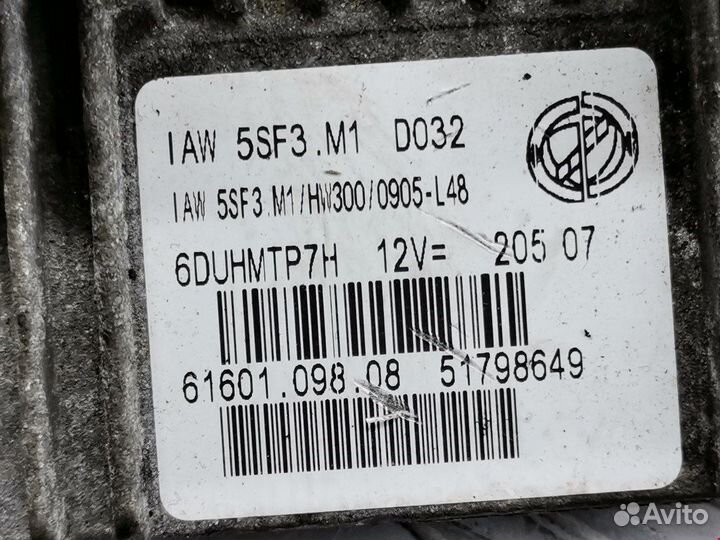 IAW 5SF3.M1 D032
IAW 5SF3.M1/HW300/0905-L48
6DUHMTP7H 12V= 205 07
61601.098.08 51798649
Avito